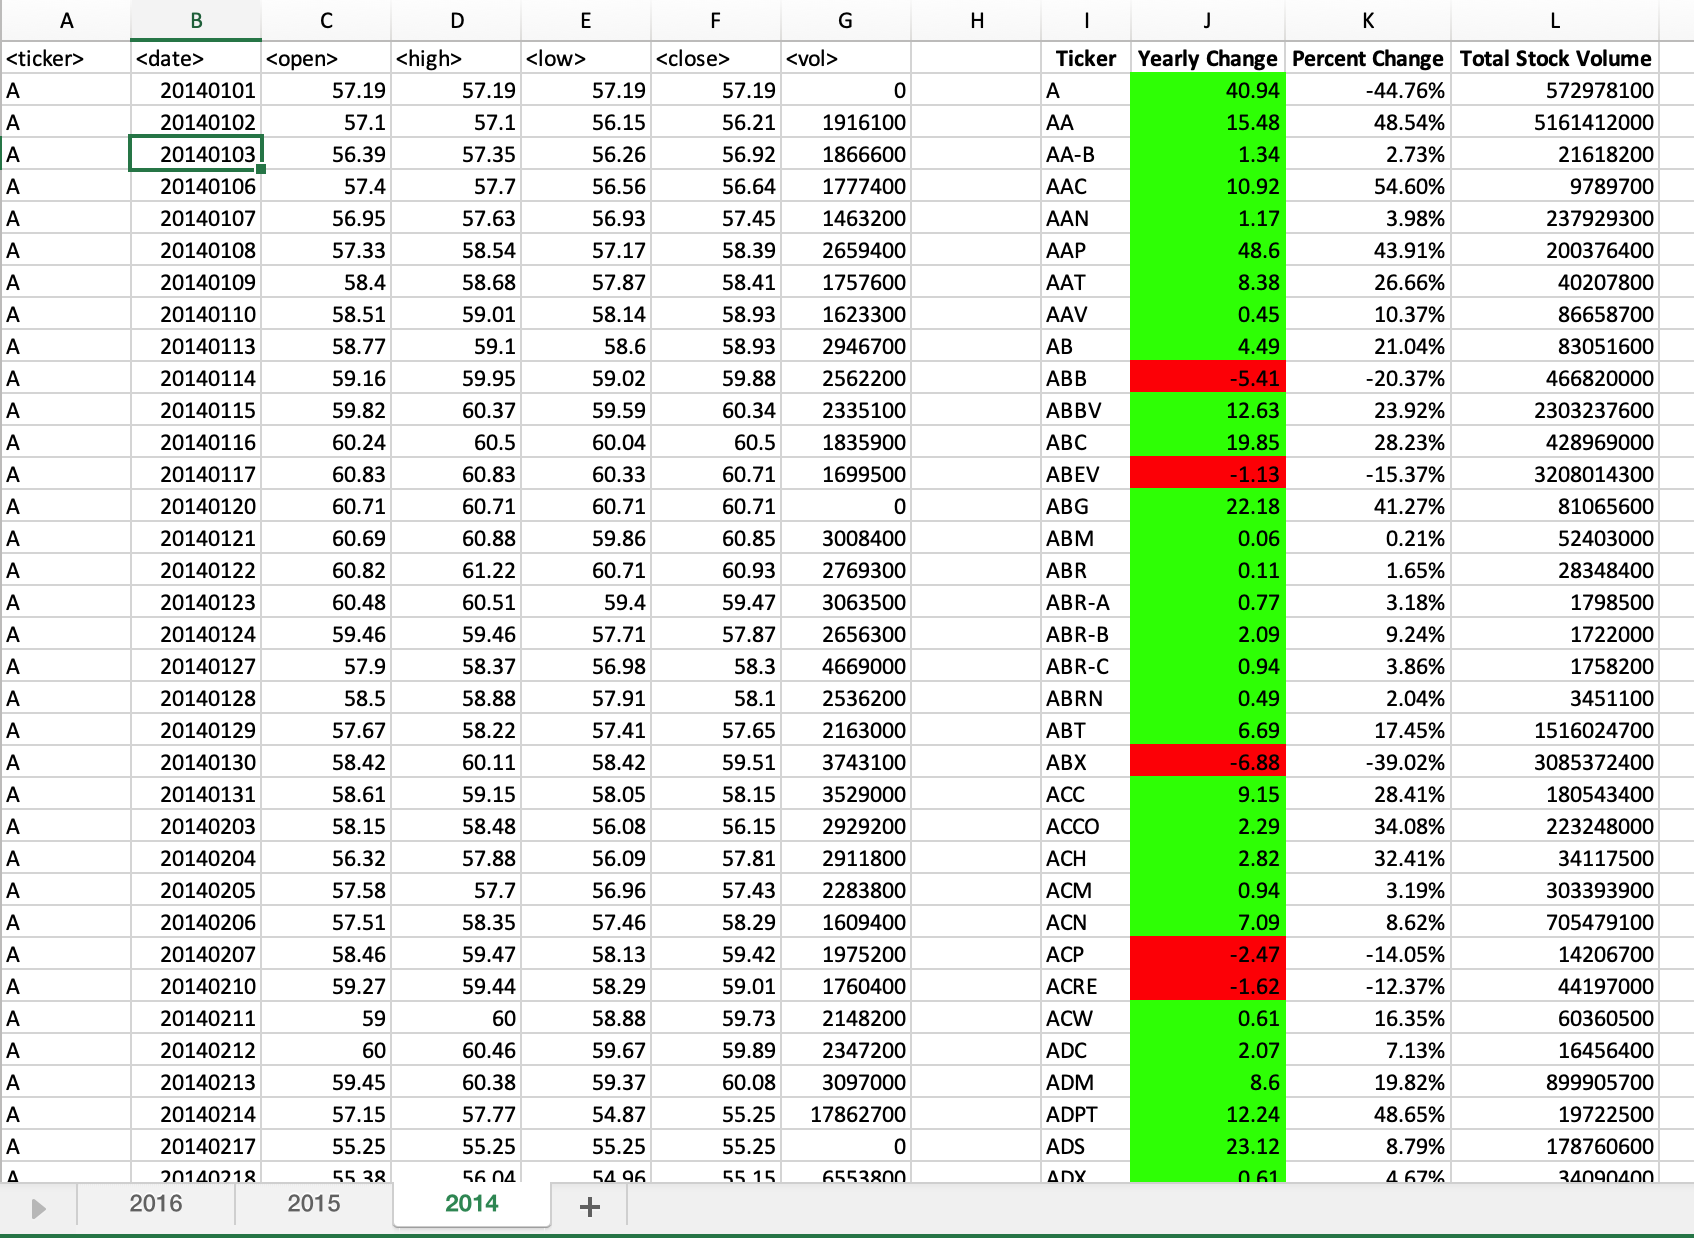 A B C D E F G H I J K L
<ticker> <date> <open> <high> <low> <close> <vol> Ticker Yearly Change Percent Change Total Stock Volume
A 20140101 57.19 57.19 57.19 57.19 0 A 40.94 -44.76% 572978100
A 20140102 57.1 57.1 56.15 56.21 1916100 AA 15.48 48.54% 5161412000
A 20140103 56.39 57.35 56.26 56.92 1866600 AA-B 1.34 2.73% 21618200
A 20140106 57.4 57.7 56.56 56.64 1777400 AAC 10.92 54.60% 9789700
A 20140107 56.95 57.63 56.93 57.45 1463200 AAN 1.17 3.98% 237929300
A 20140108 57.33 58.54 57.17 58.39 2659400 AAP 48.6 43.91% 200376400
A 20140109 58.4 58.68 57.87 58.41 1757600 AAT 8.38 26.66% 40207800
A 20140110 58.51 59.01 58.14 58.93 1623300 AAV 0.45 10.37% 86658700
A 20140113 58.77 59.1 58.6 58.93 2946700 AB 4.49 21.04% 83051600
A 20140114 59.16 59.95 59.02 59.88 2562200 ABB -5.41 -20.37% 466820000
A 20140115 59.82 60.37 59.59 60.34 2335100 ABBV 12.63 23.92% 2303237600
A 20140116 60.24 60.5 60.04 60.5 1835900 ABC 19.85 28.23% 428969000
A 20140117 60.83 60.83 60.33 60.71 1699500 ABEV -1.13 -15.37% 3208014300
A 20140120 60.71 60.71 60.71 60.71 0 ABG 22.18 41.27% 81065600
A 20140121 60.69 60.88 59.86 60.85 3008400 ABM 0.06 0.21% 52403000
A 20140122 60.82 61.22 60.71 60.93 2769300 ABR 0.11 1.65% 28348400
A 20140123 60.48 60.51 59.4 59.47 3063500 ABR-A 0.77 3.18% 1798500
A 20140124 59.46 59.46 57.71 57.87 2656300 ABR-B 2.09 9.24% 1722000
A 20140127 57.9 58.37 56.98 58.3 4669000 ABR-C 0.94 3.86% 1758200
A 20140128 58.5 58.88 57.91 58.1 2536200 ABRN 0.49 2.04% 3451100
A 20140129 57.67 58.22 57.41 57.65 2163000 ABT 6.69 17.45% 1516024700
A 20140130 58.42 60.11 58.42 59.51 3743100 ABX -6.88 -39.02% 3085372400
A 20140131 58.61 59.15 58.05 58.15 3529000 ACC 9.15 28.41% 180543400
A 20140203 58.15 58.48 56.08 56.15 2929200 ACCO 2.29 34.08% 223248000
A 20140204 56.32 57.88 56.09 57.81 2911800 ACH 2.82 32.41% 34117500
A 20140205 57.58 57.7 56.96 57.43 2283800 ACM 0.94 3.19% 303393900
A 20140206 57.51 58.35 57.46 58.29 1609400 ACN 7.09 8.62% 705479100
A 20140207 58.46 59.47 58.13 59.42 1975200 ACP -2.47 -14.05% 14206700
A 20140210 59.27 59.44 58.29 59.01 1760400 ACRE -1.62 -12.37% 44197000
A 20140211 59 60 58.88 59.73 2148200 ACW 0.61 16.35% 60360500
A 20140212 60 60.46 59.67 59.89 2347200 ADC 2.07 7.13% 16456400
A 20140213 59.45 60.38 59.37 60.08 3097000 ADM 8.6 19.82% 899905700
A 20140214 57.15 57.77 54.87 55.25 17862700 ADPT 12.24 48.65% 19722500
A 20140217 55.25 55.25 55.25 55.25 0 ADS 23.12 8.79% 178760600
A 20140218 55.38 56.04 54.96 55.15 6553800 ADX 0.61 4.67% 34090400
2016 2015 2014 +